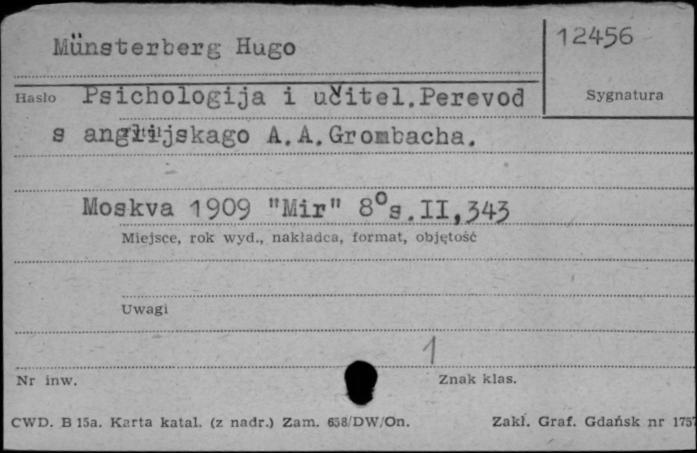 Münsterberg Hugo
12456
Hasło Psichologija i učitel.Perevod
Sygnatura
s anglijskago A.A.Grombacha.
Moskva 1909 "Mir" 8°s.II,343
Miejsce, rok wyd., nakładca, format, objętość
Uwagi
1
Nr inw.
Znak klas.
CWD. B 15a. Karta katal. (z nadr.) Zam. 658/DW/On. Zakł. Graf. Gdańsk nr 1757